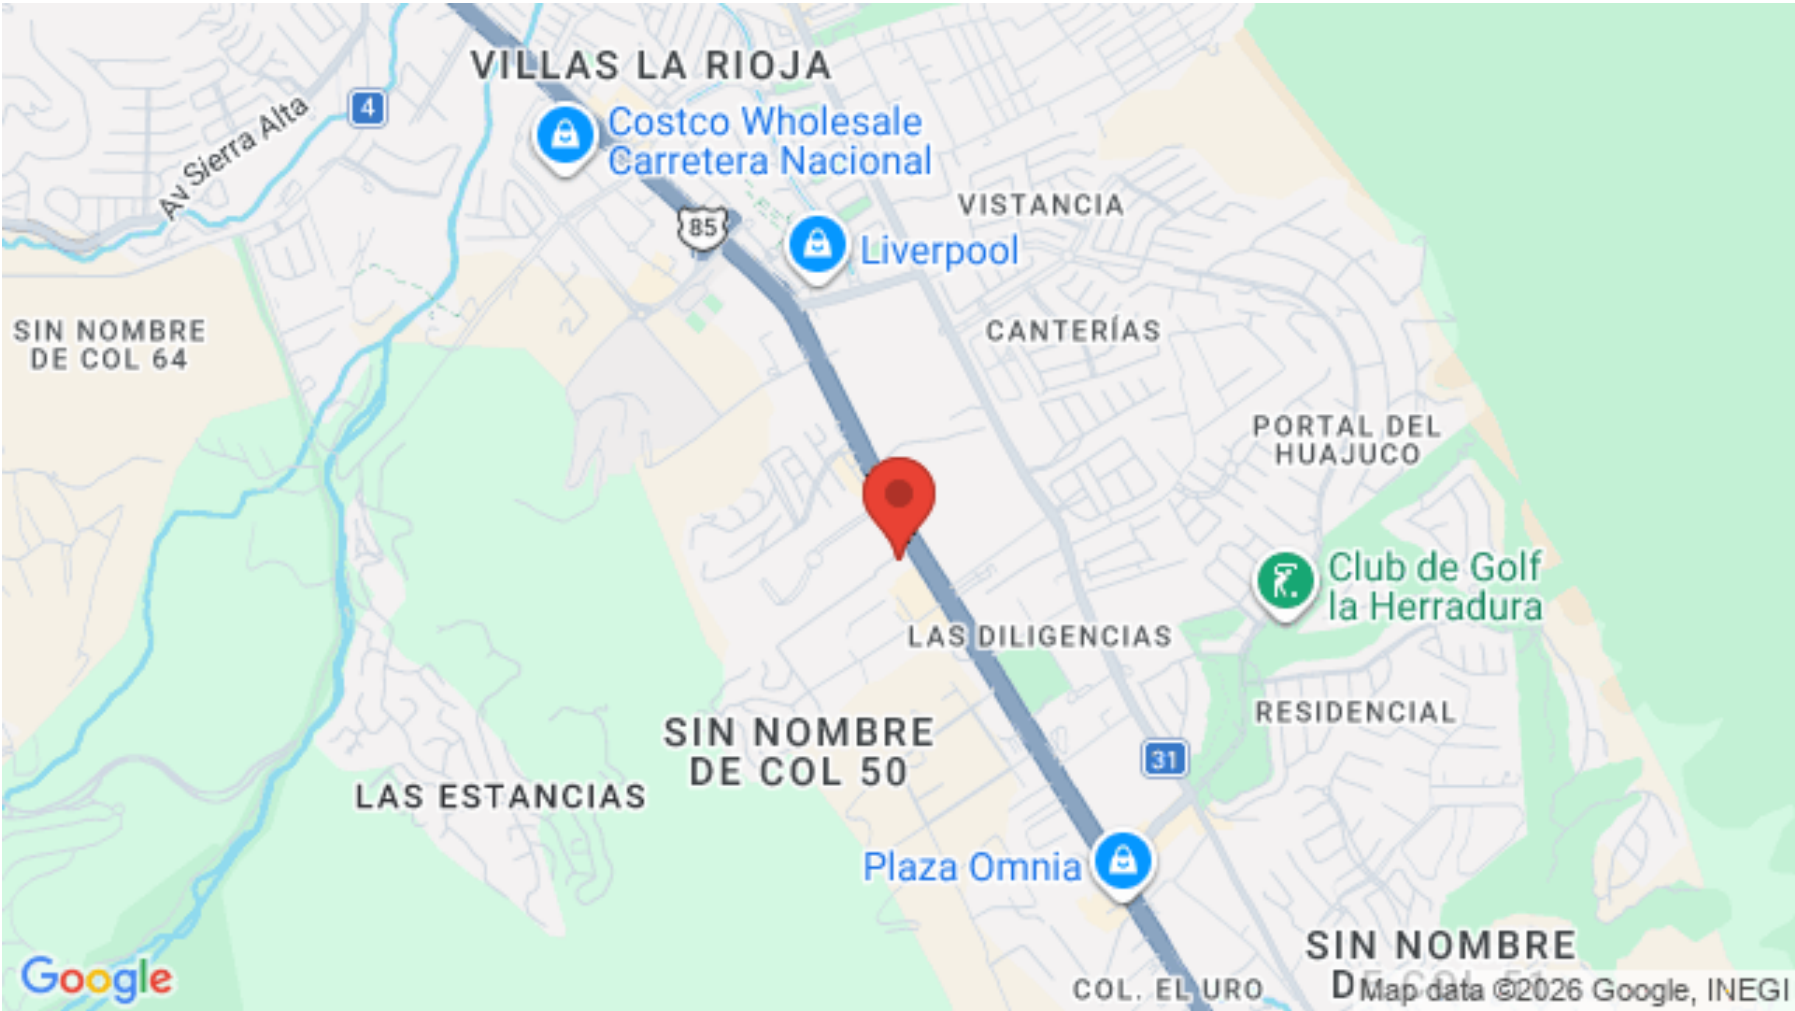 VILLAS LA RIOJA
4
Av Sierra Alta
Costco Wholesale
Carretera Nacional
85
Liverpool
VISTANCIA
SIN NOMBRE
DE COL 64
CANTERÍAS
PORTAL DEL
HUAJUCO
Club de Golf
la Herradura
LAS DILIGENCIAS
RESIDENCIAL
SIN NOMBRE
DE COL 50
31
LAS ESTANCIAS
Plaza Omnia
SIN NOMBRE
Google
COL. EL URO
Map data ©2026 Google, INEGI